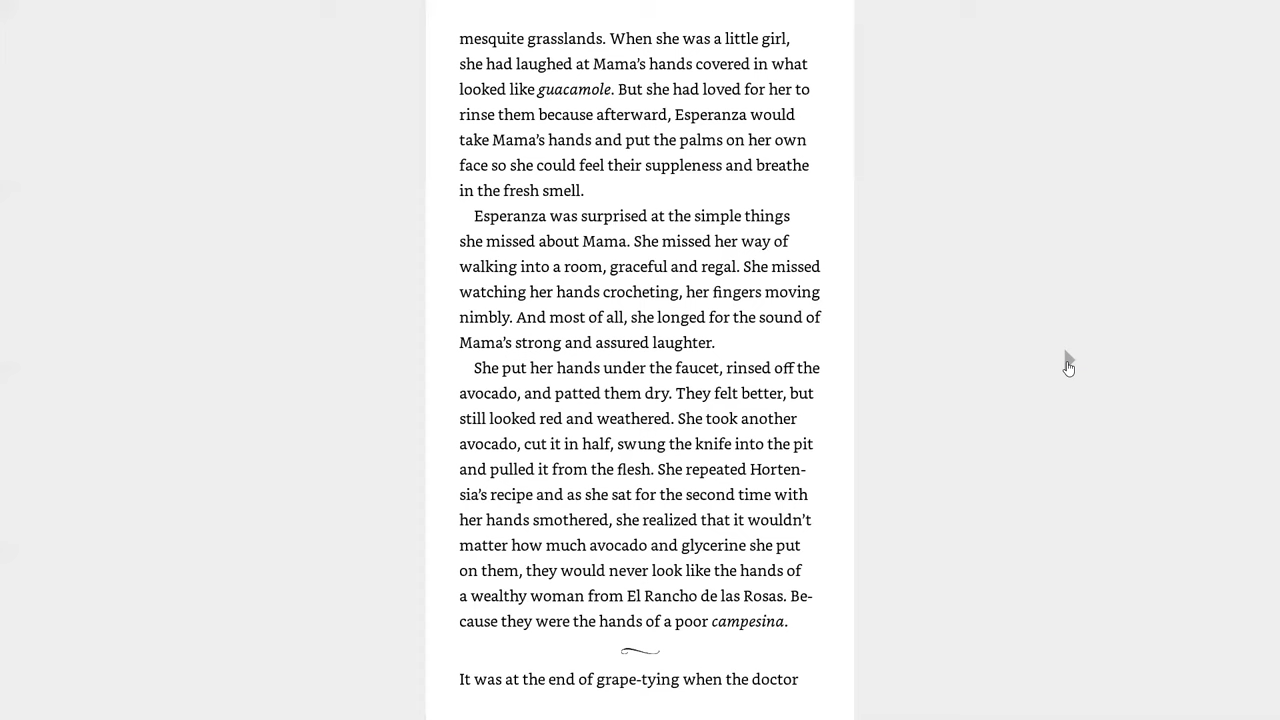 mesquite grasslands. When she was a little girl,
she had laughed at Mama’s hands covered in what
looked like guacamole. But she had loved for her to
rinse them because afterward, Esperanza would
take Mama’s hands and put the palms on her own
face so she could feel their suppleness and breathe
in the fresh smell.
Esperanza was surprised at the simple things
she missed about Mama. She missed her way of
walking into a room, graceful and regal. She missed
watching her hands crocheting, her fingers moving
nimbly. And most of all, she longed for the sound of
Mama’s strong and assured laughter.
She put her hands under the faucet, rinsed off the
avocado, and patted them dry. They felt better, but
still looked red and weathered. She took another
avocado, cut it in half, swung the knife into the pit
and pulled it from the flesh. She repeated Horten-
sia’s recipe and as she sat for the second time with
her hands smothered, she realized that it wouldn’t
matter how much avocado and glycerine she put
on them, they would never look like the hands of
a wealthy woman from El Rancho de las Rosas. Be-
cause they were the hands of a poor campesina.
It was at the end of grape-tying when the doctor